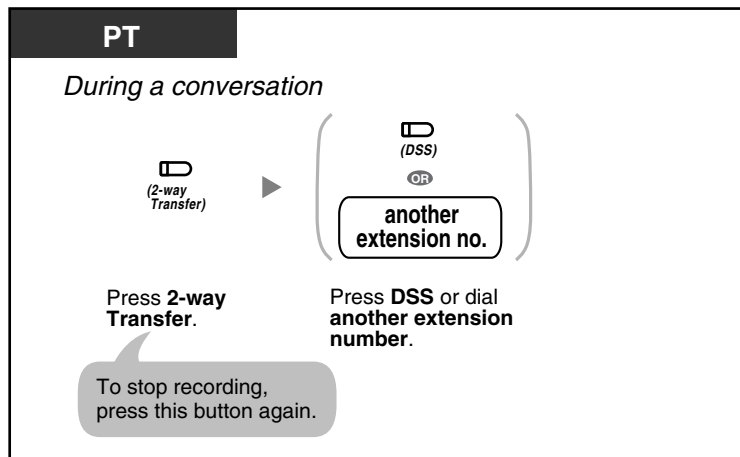 PT
During a conversation
(2-way
Transfer)
(DSS)
OR
another
extension no.
Press 2-way
Transfer.
Press DSS or dial
another extension
number.
To stop recording,
press this button again.